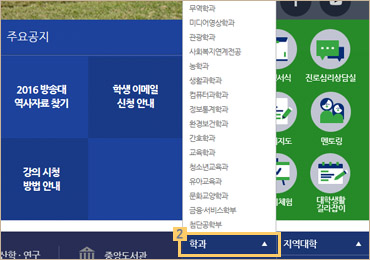 주요공지
2016 방송대
역사자료 찾기
학생 이메일
신청 안내
강의 시청
방법 안내
무역학과
미디어영상학과
관광학과
사회복지연계전공
농학과
생활과학과
컴퓨터과학과
정보통계학과
환경보건학과
간호학과
교육학과
청소년교육과
유아교육과
문화교양학과
금융·서비스학부
첨단공학부
2
학과
지역대학
서식
진로심리상담실
지도
멘토링
체험
대학생활
길라잡이
산학·연구
중앙도서관